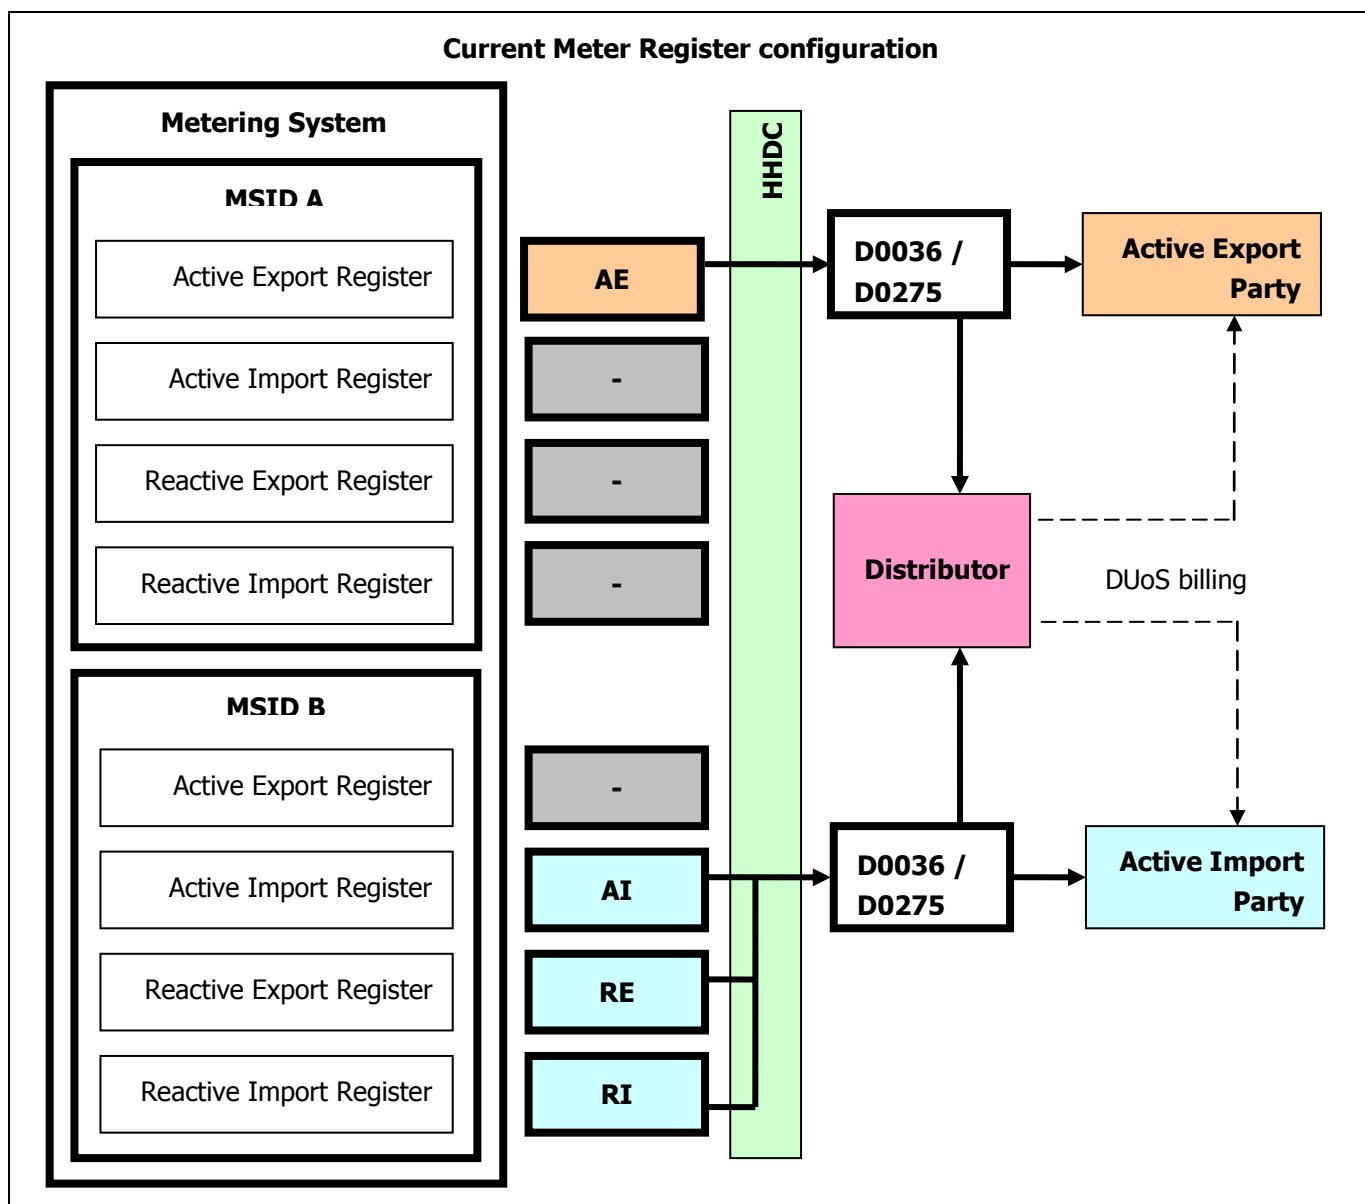 Current Meter Register configuration
Metering System
HHDC
MSID A
Active Export Register
AE
D0036 /
D0275
Active Export
Party
Active Import Register
-
Reactive Export Register
-
Reactive Import Register
-
Distributor
DUoS billing
MSID B
Active Export Register
-
Active Import Register
AI
D0036 /
D0275
Active Import
Party
Reactive Export Register
RE
Reactive Import Register
RI